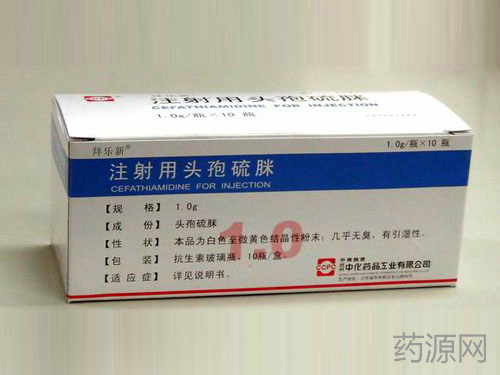 注射用头孢硫脒
CEFATHIAMIDINE FOR INJECTION
1.0g/瓶×10 瓶
拜乐新®
1.0g/瓶×10 瓶
注射用头孢硫脒
CEFATHIAMIDINE FOR INJECTION
【规 格】 1.0g
【成 份】 头孢硫脒
【性 状】 本品为白色至微黄色结晶性粉末；几乎无臭，有引湿性。
【包 装】 抗生素玻璃瓶，10瓶/盒。
【适应症】 详见说明书。
1.0
CCPC
中化药品工业有限公司
药源网